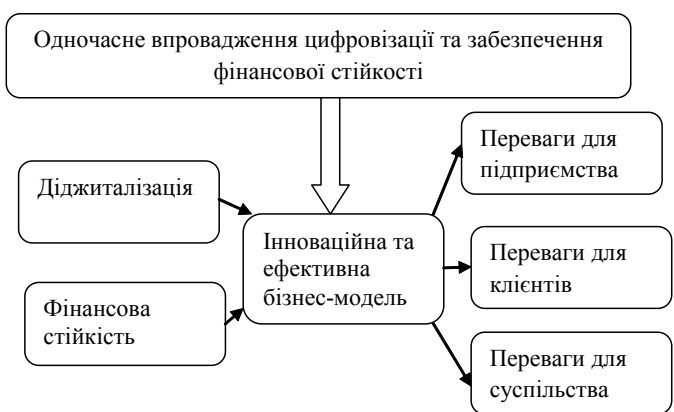 Одночасне впровадження цифровізації та забезпечення
фінансової стійкості
Діджиталізація
Фінансова
стійкість
Інноваційна та
ефективна
бізнес-модель
Переваги для
підприємства
Переваги для
клієнтів
Переваги для
суспільства